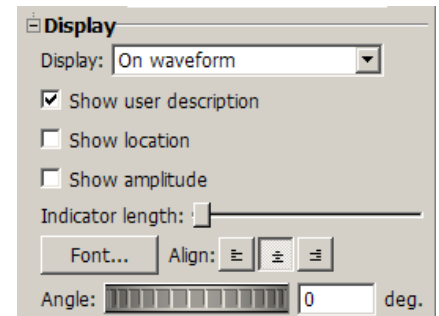 Display
Display: On waveform
Show user description
Show location
Show amplitude
Indicator length:
Font... Align:
Angle: 0 deg.